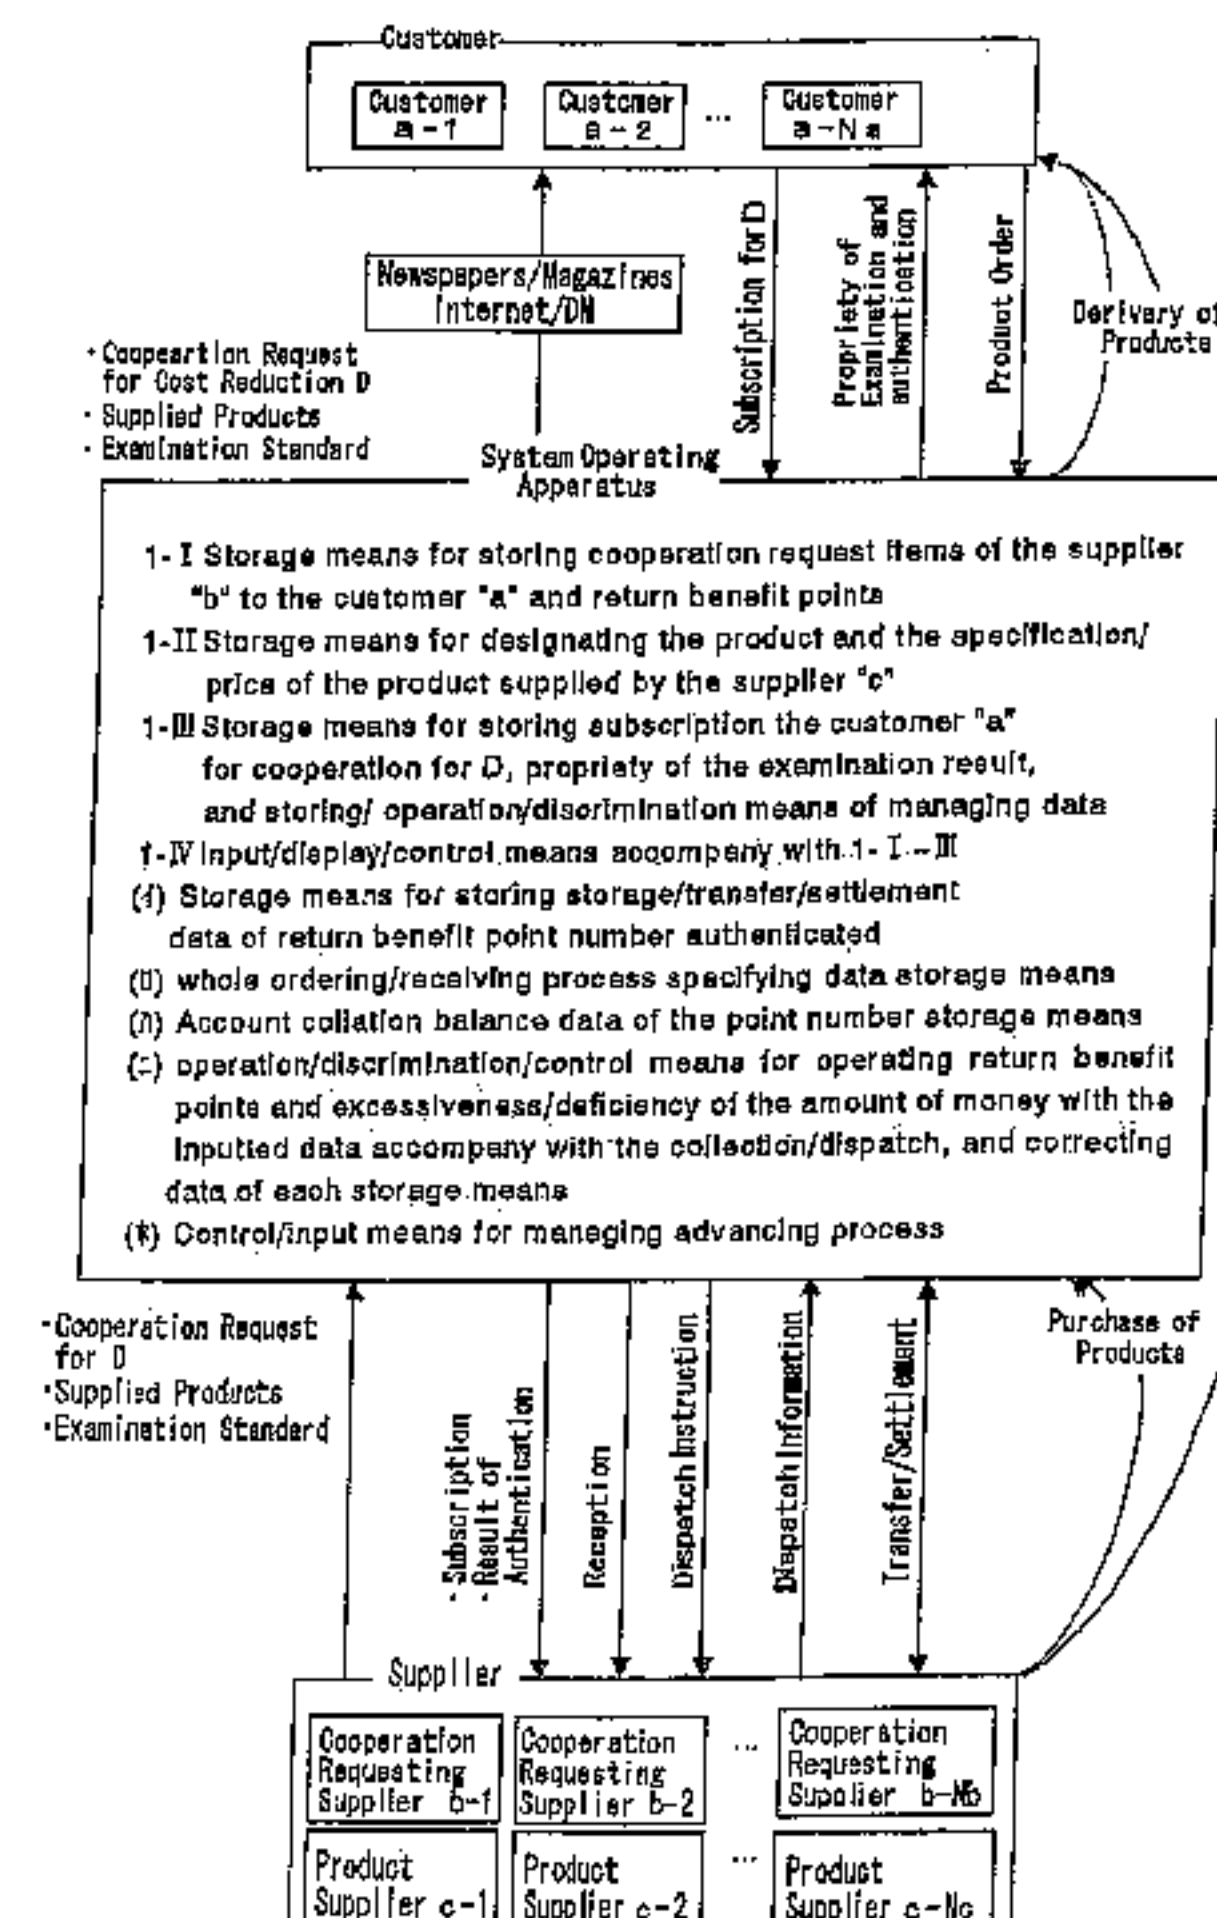 Customer
Customer
a-1
Customer
a-2
...
Customer
a-Na
Newspapers/Magazines
Internet/DM
Subscription for D
Propriety of
Examination and
authentication
Product Order
Derivery of
Products
・Coopeartion Request
for Cost Reduction D
・Supplied Products
・Examination Standard
System Operating
Apparatus
1-I Storage means for storing cooperation request items of the supplier
"b" to the customer "a" and return benefit points
1-II Storage means for designating the product and the specification/
price of the product supplied by the supplier "c"
1-III Storage means for storing subscription the customer "a"
for cooperation for D, propriety of the examination result,
and storing/ operation/discrimination means of managing data
1-IV Input/display/control means accompany with 1-I-III
Storage means for storing storage/transfer/settlement
data of return benefit point number authenticated
whole ordering/receiving process specifying data storage means
Account collation balance data of the point number storage means
operation/discrimination/control means for operating return benefit
points and excessiveness/deficiency of the amount of money with the
inputted data accompany with the collection/dispatch, and correcting
data of each storage means
Control/input means for managing advancing process
・Cooperation Request
for D
・Supplied Products
・Examination Standard
・Subscription
・Result of
Authentication
Reception
Dispatch Instruction
Dispatch Information
Transfer/Settlement
Purchase of
Products
Supplier
Cooperation
Requesting
Supplier b-1
Cooperation
Requesting
Supplier b-2
...
Cooperation
Requesting
Supplier b-Nb
Product
Supplier c-1
Product
Supplier c-2
...
Product
Supplier c-Nc